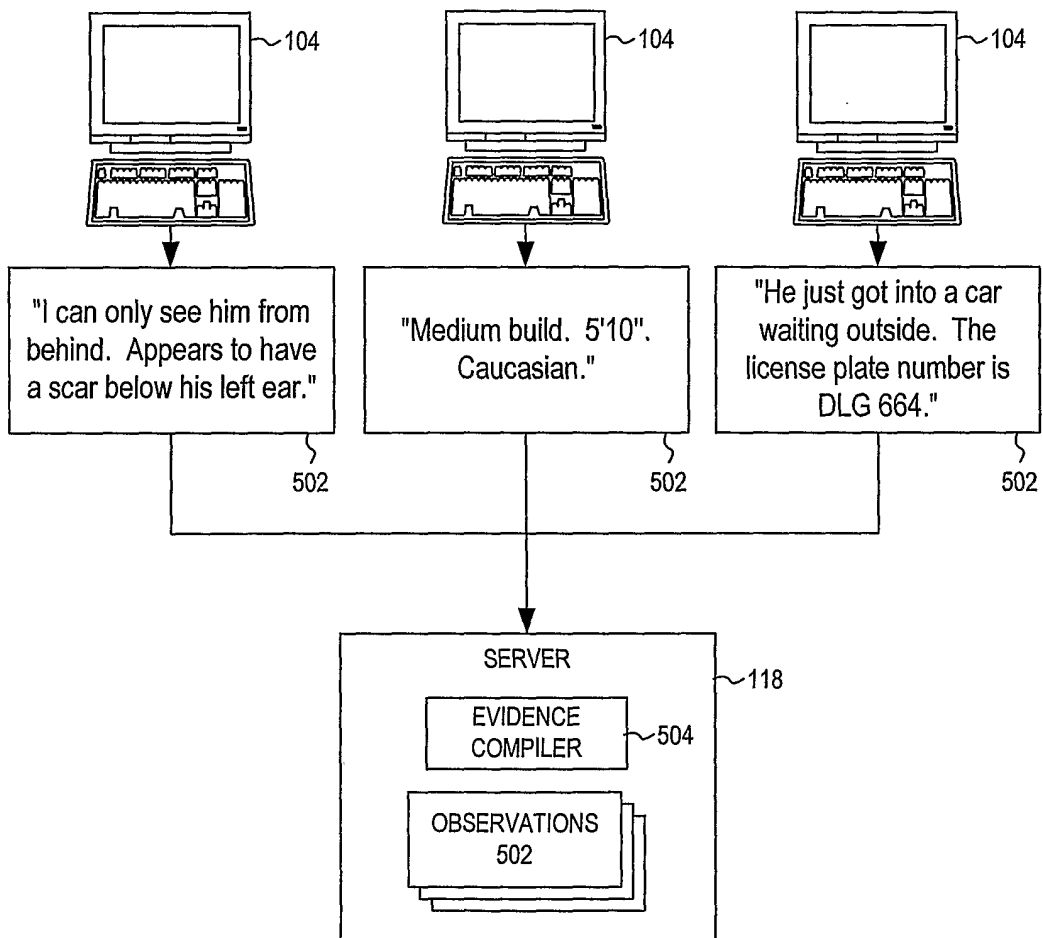 104
104
104
"I can only see him from
behind. Appears to have
a scar below his left ear."
502
"Medium build. 5'10".
Caucasian."
502
"He just got into a car
waiting outside. The
license plate number is
DLG 664."
502
SERVER
118
EVIDENCE
COMPILER
504
OBSERVATIONS
502